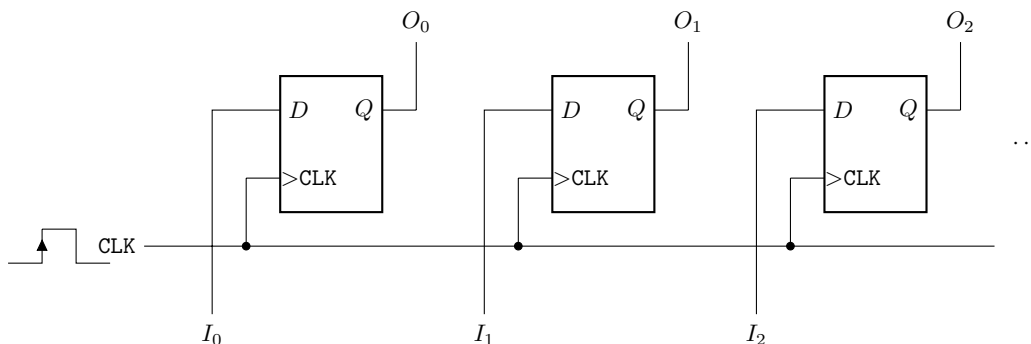 O₀ O₁ O₂
D Q D Q D Q
. .
>CLK >CLK >CLK
CLK
I₀ I₁ I₂